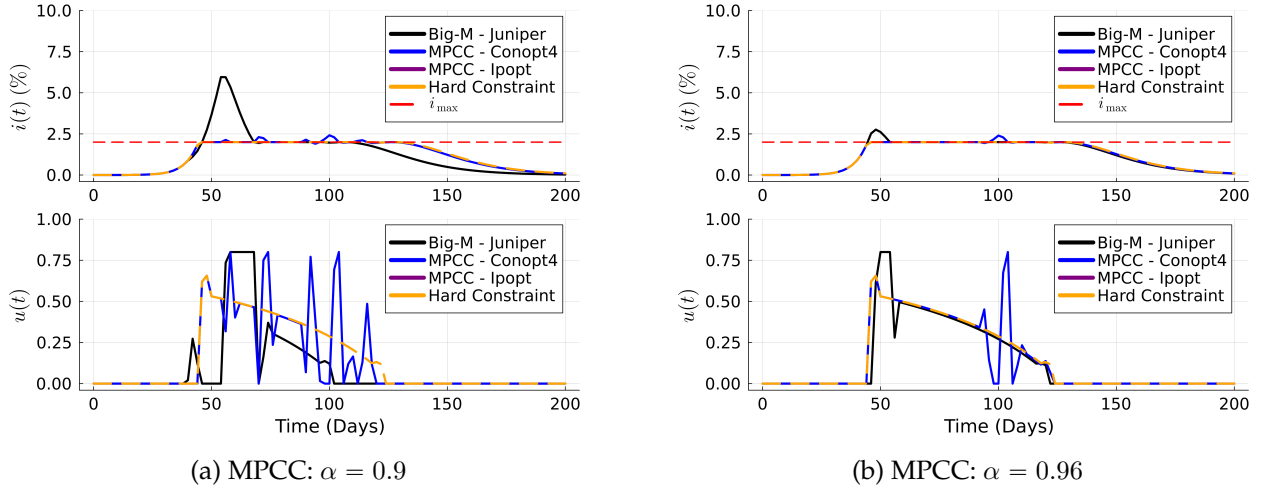 10.0
7.5
5.0
2.5
0.0
i(t) (%)
Big-M - Juniper
MPCC - Conopt4
MPCC - Ipopt
Hard Constraint
i_max
0 50 100 150 200
1.00
0.75
0.50
0.25
0.00
u(t)
Big-M - Juniper
MPCC - Conopt4
MPCC - Ipopt
Hard Constraint
0 50 100 150 200
Time (Days)
(a) MPCC: α = 0.9
10.0
7.5
5.0
2.5
0.0
i(t) (%)
Big-M - Juniper
MPCC - Conopt4
MPCC - Ipopt
Hard Constraint
i_max
0 50 100 150 200
1.00
0.75
0.50
0.25
0.00
u(t)
Big-M - Juniper
MPCC - Conopt4
MPCC - Ipopt
Hard Constraint
0 50 100 150 200
Time (Days)
(b) MPCC: α = 0.96